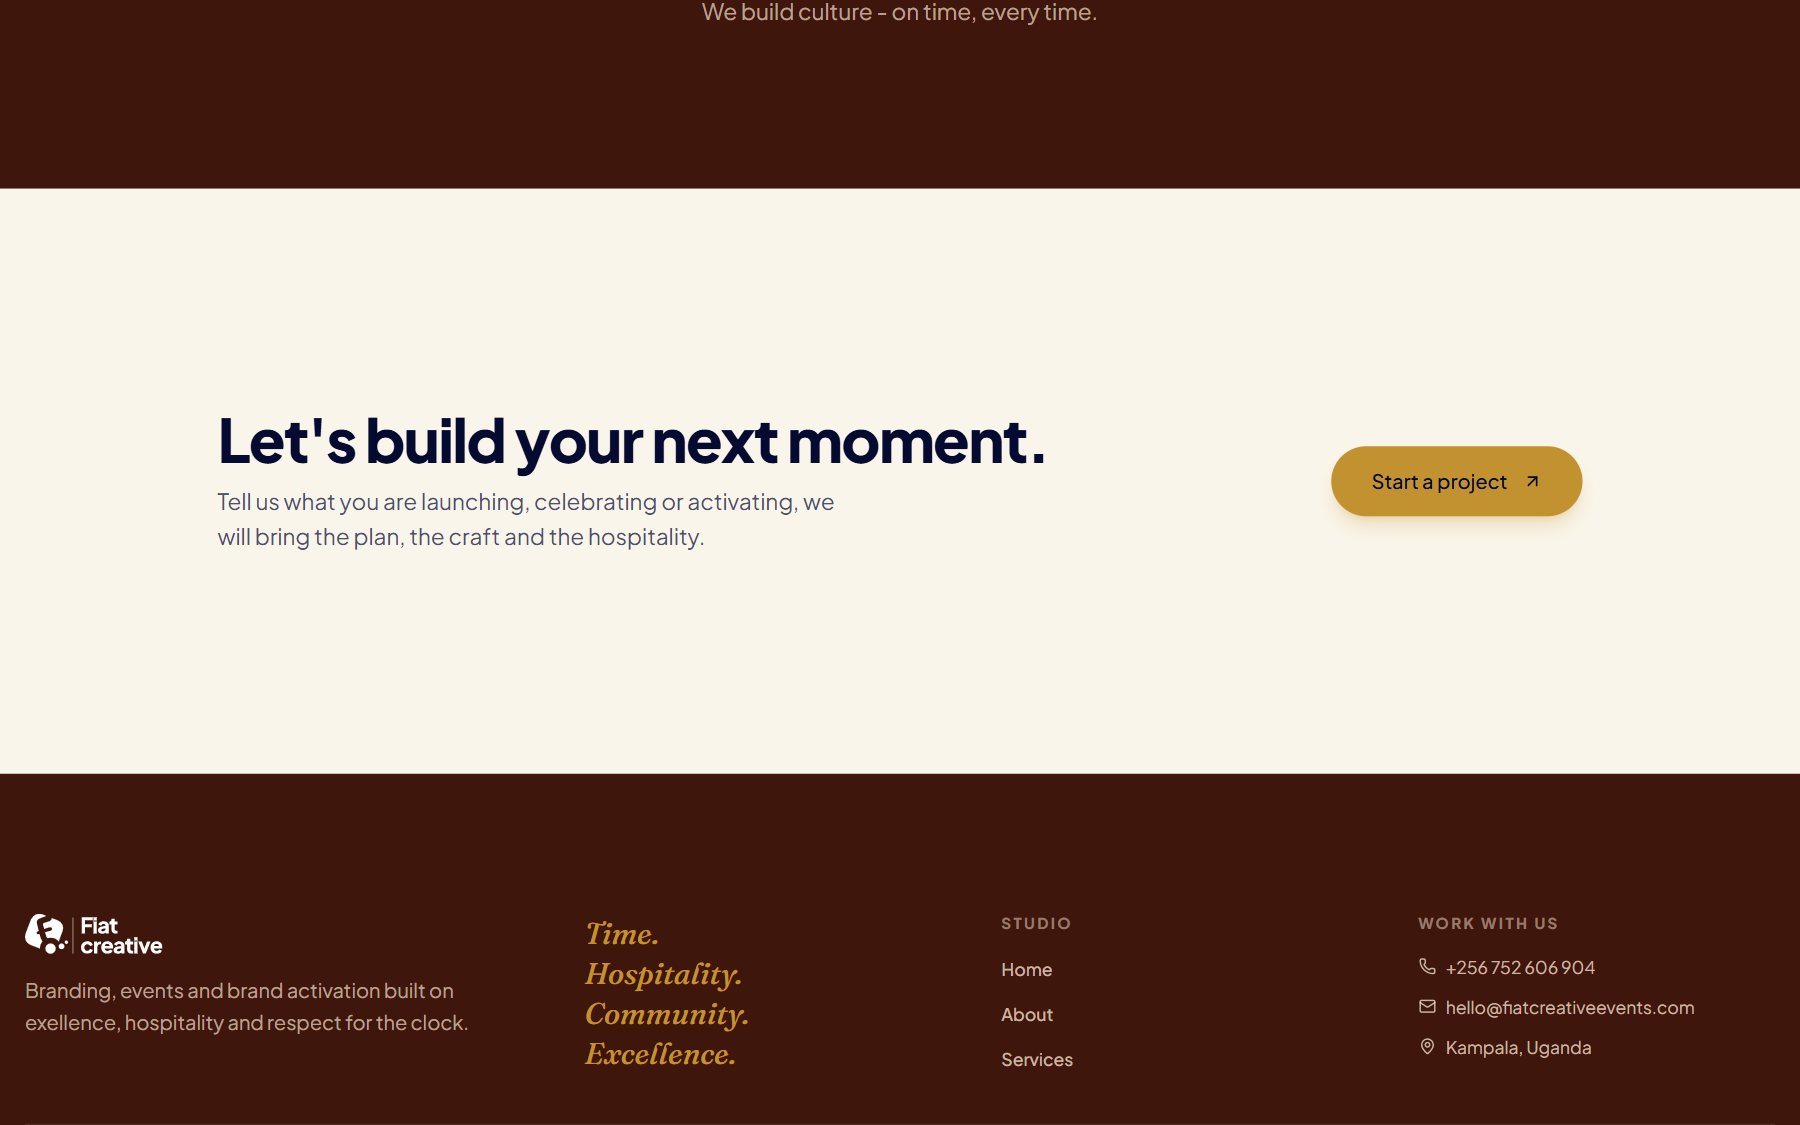 We build culture - on time, every time.
Let's build your next moment.
Tell us what you are launching, celebrating or activating, we
will bring the plan, the craft and the hospitality.
Start a project
Fiat
creative
Branding, events and brand activation built on
exellence, hospitality and respect for the clock.
Time.
Hospitality.
Community.
Excellence.
STUDIO
Home
About
Services
WORK WITH US
+256 752 606 904
hello@fiatcreativeevents.com
Kampala, Uganda